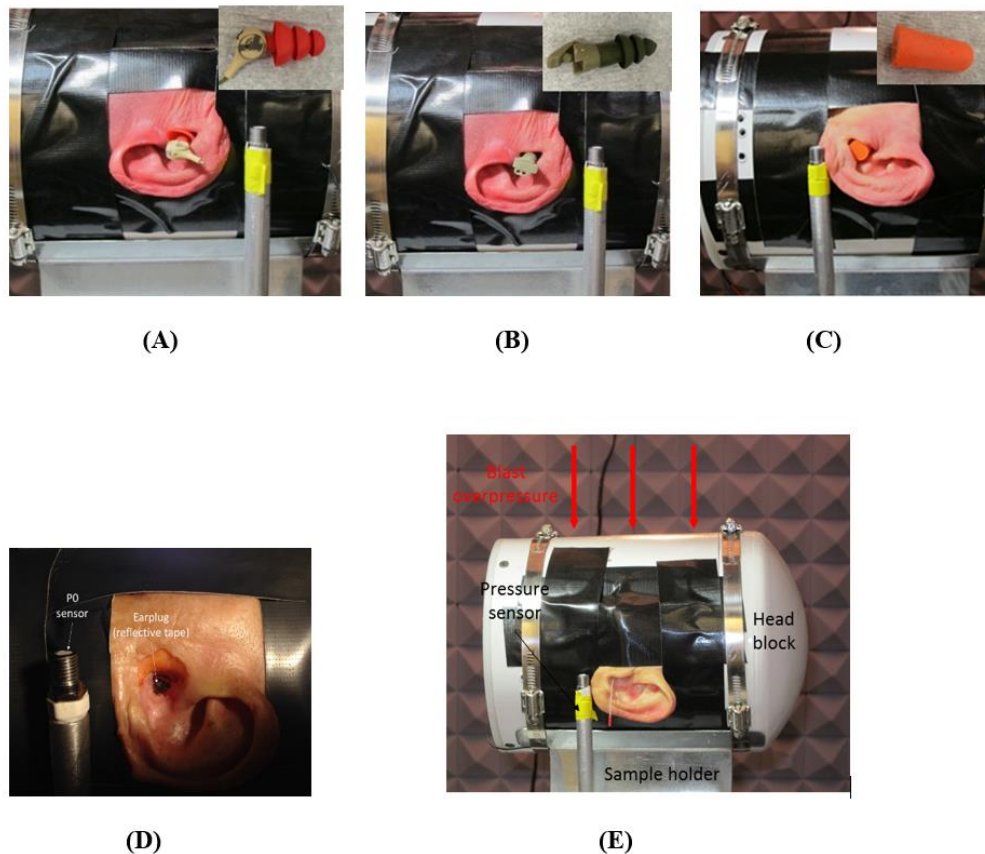 (A)
(B)
(C)
P0
sensor
Earplug
(reflective tape)
Blast
overpressure
Pressure
sensor
Head
block
Sample holder
(D)
(E)